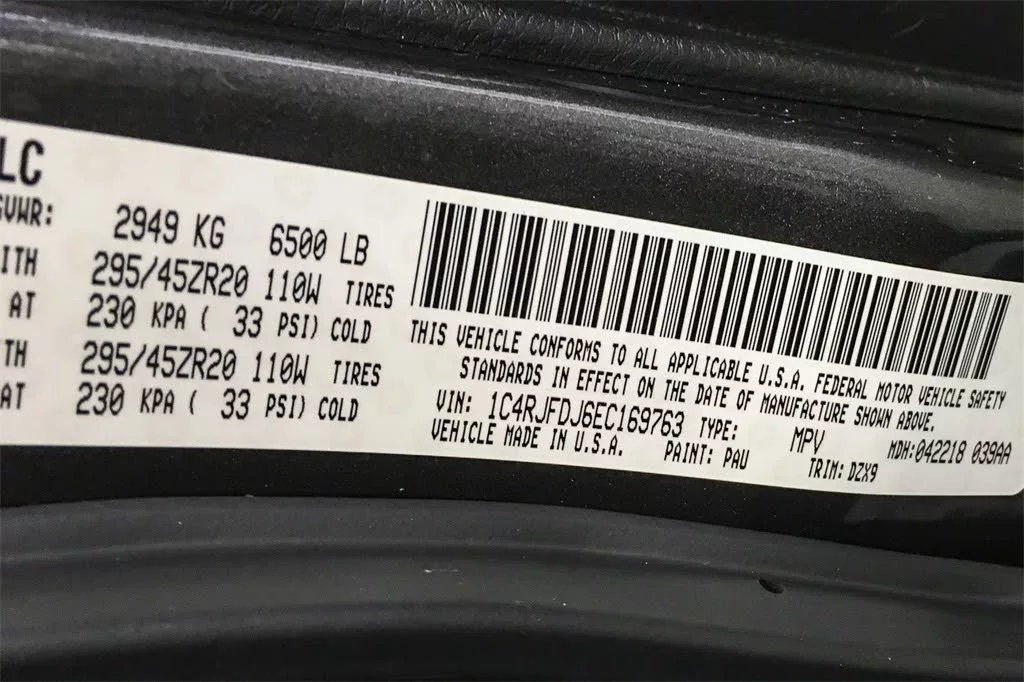 LC
GVWR: 2949 KG 6500 LB
ITH 295/45ZR20 110W TIRES
AT 230 KPA ( 33 PSI) COLD
TH 295/45ZR20 110W TIRES
AT 230 KPA ( 33 PSI) COLD
THIS VEHICLE CONFORMS TO ALL APPLICABLE U.S.A. FEDERAL MOTOR VEHICLE SAFETY
STANDARDS IN EFFECT ON THE DATE OF MANUFACTURE SHOWN ABOVE.
VIN: 1C4RJFDJ6EC169763 TYPE: MPV MDH:042218 039AA
VEHICLE MADE IN U.S.A. PAINT: PAU TRIM: DZX9